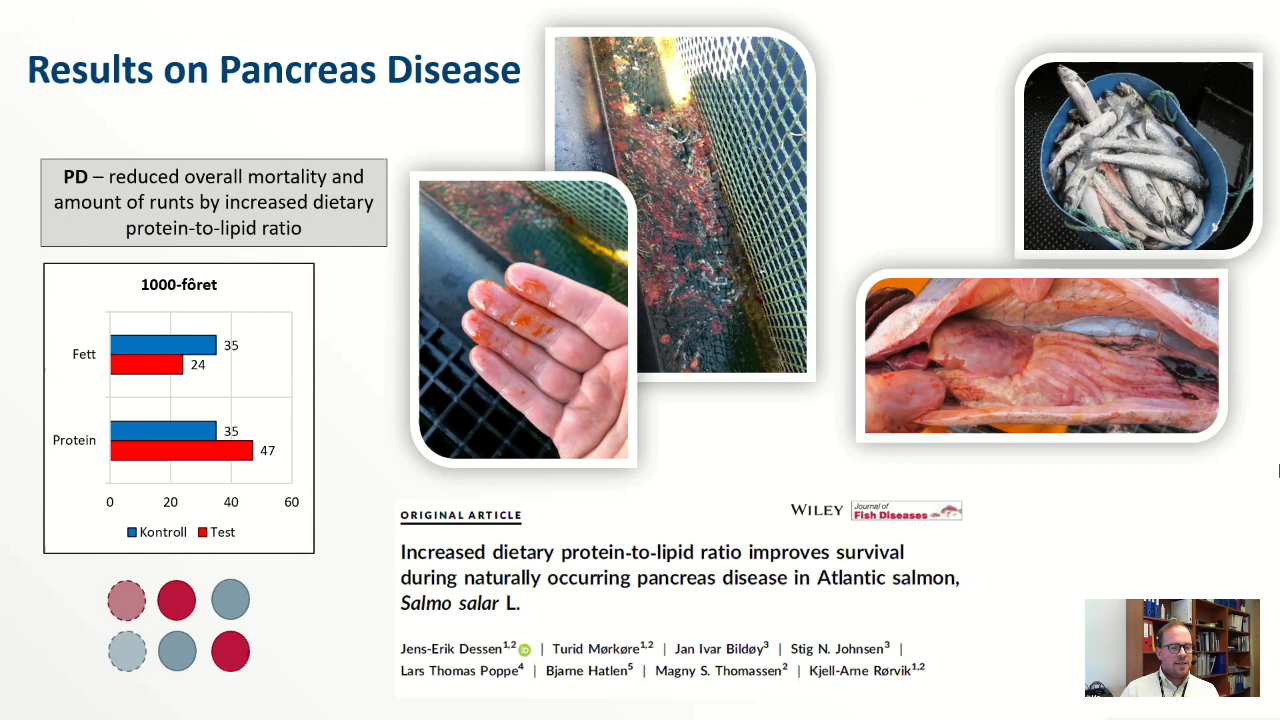 Results on Pancreas Disease
PD – reduced overall mortality and
amount of runts by increased dietary
protein-to-lipid ratio
1000-fôret
Fett
35
24
Protein
35
47
0 20 40 60
Kontroll Test
ORIGINAL ARTICLE
WILEY Journal of
Fish Diseases
Increased dietary protein-to-lipid ratio improves survival
during naturally occurring pancreas disease in Atlantic salmon,
Salmo salar L.
Jens-Erik Dessen1,2 iD | Turid Mørkøre1,2 | Jan Ivar Bildøy3 | Stig N. Johnsen3 |
Lars Thomas Poppe4 | Bjarne Hatlen5 | Magny S. Thomassen2 | Kjell-Arne Rørvik1,2